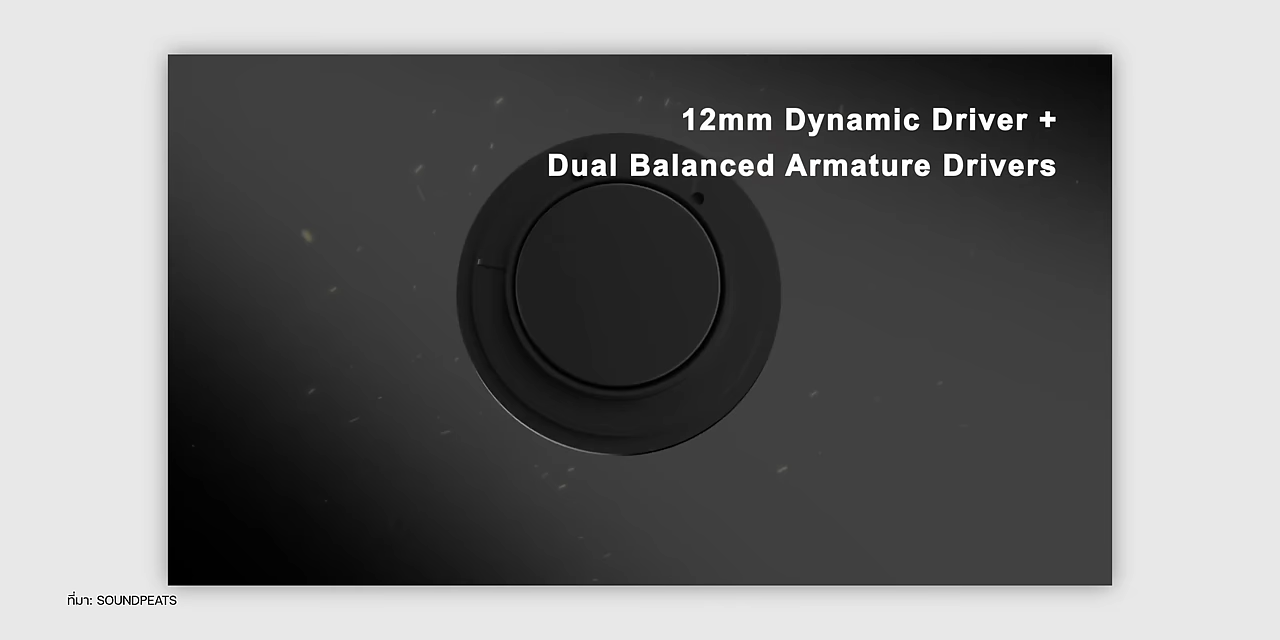 12mm Dynamic Driver +
Dual Balanced Armature Drivers
ที่มา: SOUNDPEATS